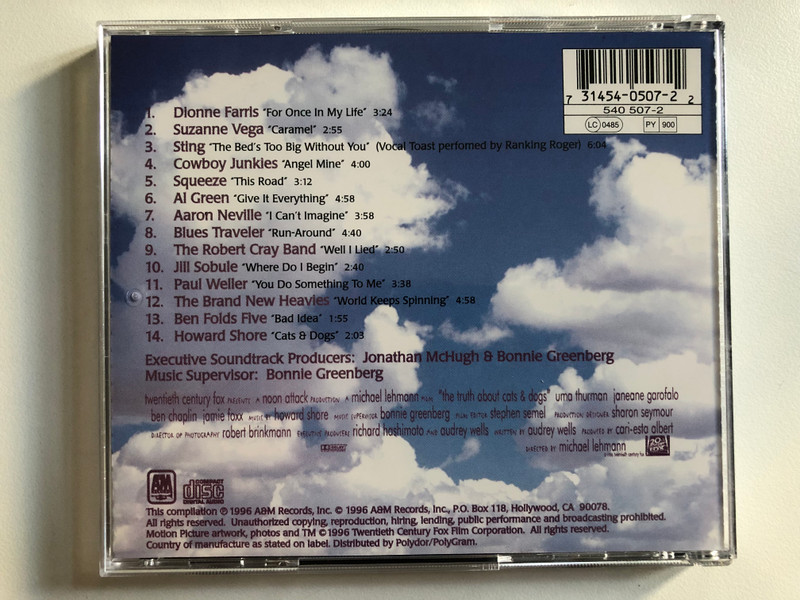 7 31454-0507-2 2
540 507-2
LC 0485 PY 900
1. Dionne Farris "For Once In My Life" 3:24
2. Suzanne Vega "Caramel" 2:55
3. Sting "The Bed's Too Big Without You" (Vocal Toast perfomed by Ranking Roger) 6:04
4. Cowboy Junkies "Angel Mine" 4:00
5. Squeeze "This Road" 3:12
6. Al Green "Give It Everything" 4:58
7. Aaron Neville "I Can't Imagine" 3:58
8. Blues Traveler "Run-Around" 4:40
9. The Robert Cray Band "Well I Lied" 2:50
10. Jill Sobule "Where Do I Begin" 2:40
11. Paul Weller "You Do Something To Me" 3:38
12. The Brand New Heavies "World Keeps Spinning" 4:58
13. Ben Folds Five "Bad Idea" 1:55
14. Howard Shore "Cats & Dogs" 2:03
Executive Soundtrack Producers: Jonathan McHugh & Bonnie Greenberg
Music Supervisor: Bonnie Greenberg
twentieth century fox PRESENTS A noon attack PRODUCTION A michael lehmann FILM "the truth about cats & dogs" uma thurman janeane garofalo
ben chaplin jamie foxx MUSIC BY howard shore MUSIC SUPERVISOR bonnie greenberg FILM EDITOR stephen semel PRODUCTION DESIGNER sharon seymour
DIRECTOR OF PHOTOGRAPHY robert brinkmann EXECUTIVE PRODUCERS richard hashimoto AND audrey wells WRITTEN BY audrey wells PRODUCED BY cari-esta albert
DIRECTED BY michael lehmann
A&M RECORDS
COMPACT disc DIGITAL AUDIO
This compilation ℗ 1996 A&M Records, Inc. © 1996 A&M Records, Inc., P.O. Box 118, Hollywood, CA 90078.
All rights reserved. Unauthorized copying, reproduction, hiring, lending, public performance and broadcasting prohibited.
Motion Picture artwork, photos and TM © 1996 Twentieth Century Fox Film Corporation. All rights reserved.
Country of manufacture as stated on label. Distributed by Polydor/PolyGram.